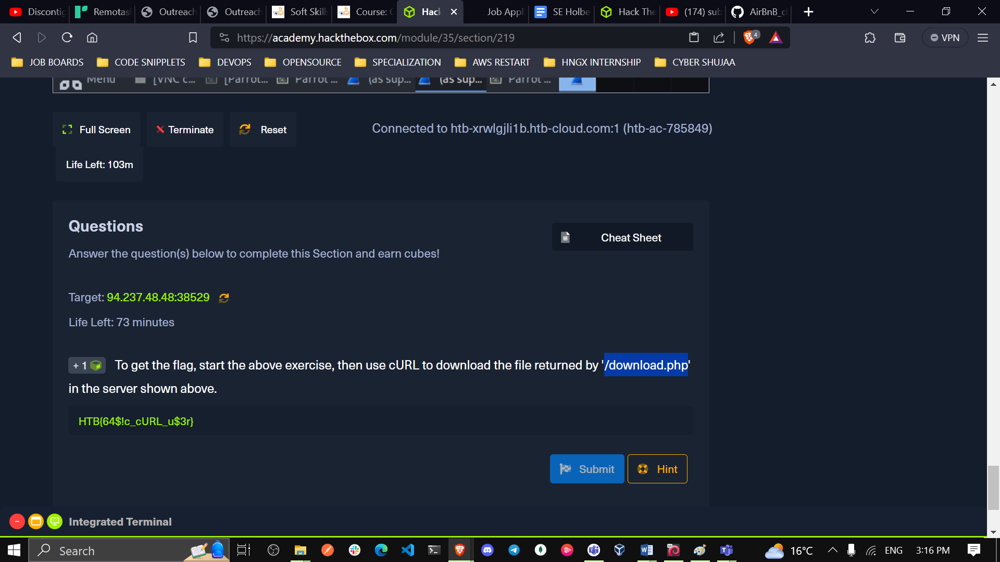 Disconti
Remotas
Outreach
Outreach
Soft Skill
Course: C
Hac
Job Appl
SE Holbe
Hack The
(174) sub
AirBnB_cl
https://academy.hackthebox.com/module/35/section/219
4
VPN
JOB BOARDS
CODE SNIPPLETS
DEVOPS
OPENSOURCE
SPECIALIZATION
AWS RESTART
HNGX INTERNSHIP
CYBER SHUJAA
Menu
[VNC c...
[Parrot...
Parrot ...
(as sup...
(as sup...
Parrot ...
Full Screen
Terminate
Reset
Connected to htb-xrwlgjli1b.htb-cloud.com:1 (htb-ac-785849)
Life Left: 103m
Questions
Cheat Sheet
Answer the question(s) below to complete this Section and earn cubes!
Target: 94.237.48.48:38529
Life Left: 73 minutes
+ 1 To get the flag, start the above exercise, then use cURL to download the file returned by '/download.php'
in the server shown above.
HTB{64$!c_cURL_u$3r}
Submit
Hint
Integrated Terminal
Search
16°C
ENG
3:16 PM